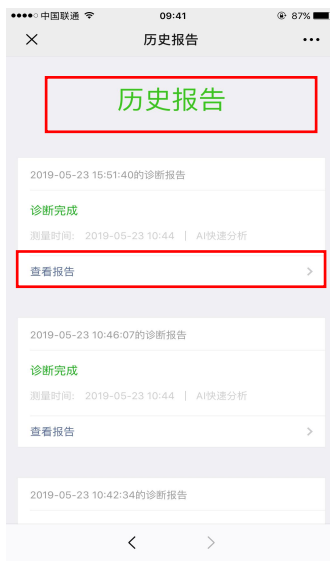 中国联通 09:41 87%
历史报告
历史报告
2019-05-23 15:51:40的诊断报告
诊断完成
测量时间: 2019-05-23 10:44 | AI快速分析
查看报告
2019-05-23 10:46:07的诊断报告
诊断完成
测量时间: 2019-05-23 10:44 | AI快速分析
查看报告
2019-05-23 10:42:34的诊断报告